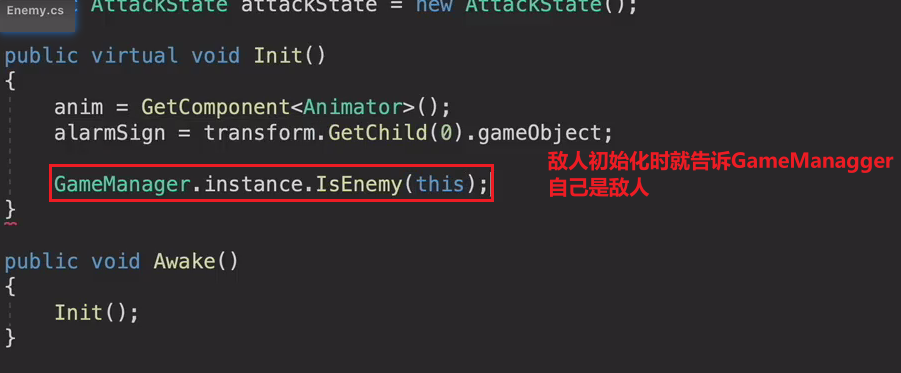 Enemy.cs
AttackState attackState = new AttackState();
public virtual void Init()
{
anim = GetComponent<Animator>();
alarmSign = transform.GetChild(0).gameObject;
GameManager.instance.IsEnemy(this);
敌人初始化时就告诉GameManagger
自己是敌人
}
public void Awake()
{
Init();
}